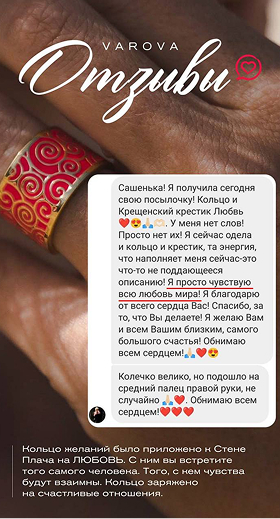 VAROVA
Отзывы
Сашенька! Я получила сегодня
свою посылочку! Кольцо и
Крещенский крестик Любвь
❤️😍🙏🏻🫶🏻. У меня нет слов!
Просто нет их! Я сейчас одела
и кольцо и крестик, та энергия,
что наполняет меня сейчас-это
что-то не поддающееся
описанию! Я просто чувствую
всю любовь мира! Я благодарю
от всего сердца Вас! Спасибо, за
то, что Вы делаете! Я желаю Вам
и всем Вашим близким, самого
большого счастья! Обнимаю
всем сердцем!🙏🏻❤️😍
Колечко велико, но подошло на
средний палец правой руки, не
случайно 🙏🏻❤️. Обнимаю всем
сердцем!❤️❤️❤️
Кольцо желаний было приложено к Стене
Плача на ЛЮБОВЬ. С ним вы встретите
того самого человека. Того, с кем чувства
будут взаимны. Кольцо заряжено
на счастливые отношения.